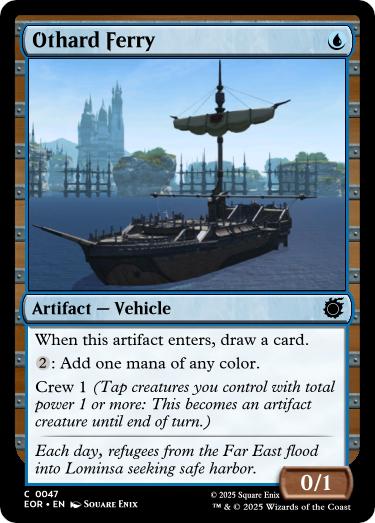 Othard Ferry
Artifact — Vehicle
When this artifact enters, draw a card.
2: Add one mana of any color.
Crew 1 (Tap creatures you control with total
power 1 or more: This becomes an artifact
creature until end of turn.)
Each day, refugees from the Far East flood
into Lominsa seeking safe harbor.
0/1
C 0047
EOR • EN SQUARE ENIX
© 2025 Square Enix
™ & © 2025 Wizards of the Coast